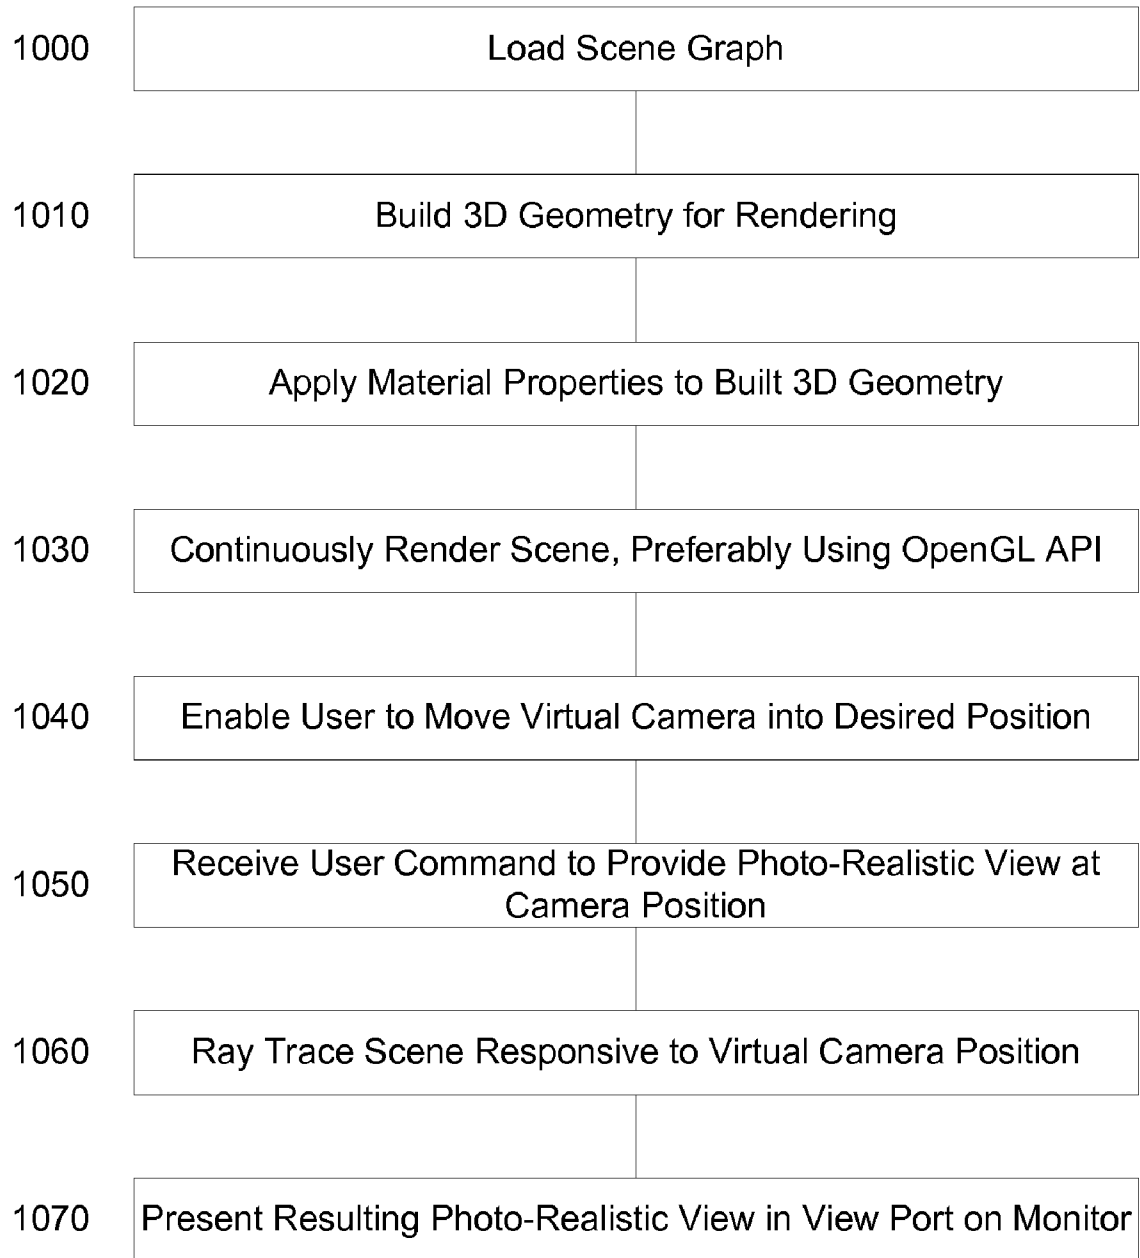 1000 Load Scene Graph
1010 Build 3D Geometry for Rendering
1020 Apply Material Properties to Built 3D Geometry
1030 Continuously Render Scene, Preferably Using OpenGL API
1040 Enable User to Move Virtual Camera into Desired Position
1050 Receive User Command to Provide Photo-Realistic View at
Camera Position
1060 Ray Trace Scene Responsive to Virtual Camera Position
1070 Present Resulting Photo-Realistic View in View Port on Monitor